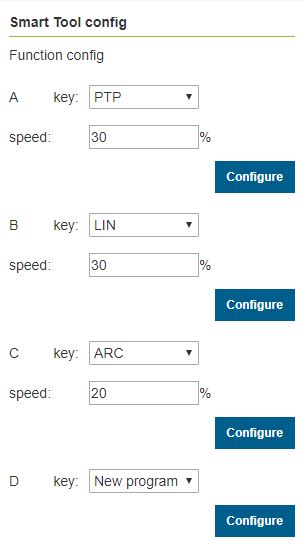 Smart Tool config
Function config
A key: PTP
speed: 30 %
Configure
B key: LIN
speed: 30 %
Configure
C key: ARC
speed: 20 %
Configure
D key: New program
Configure